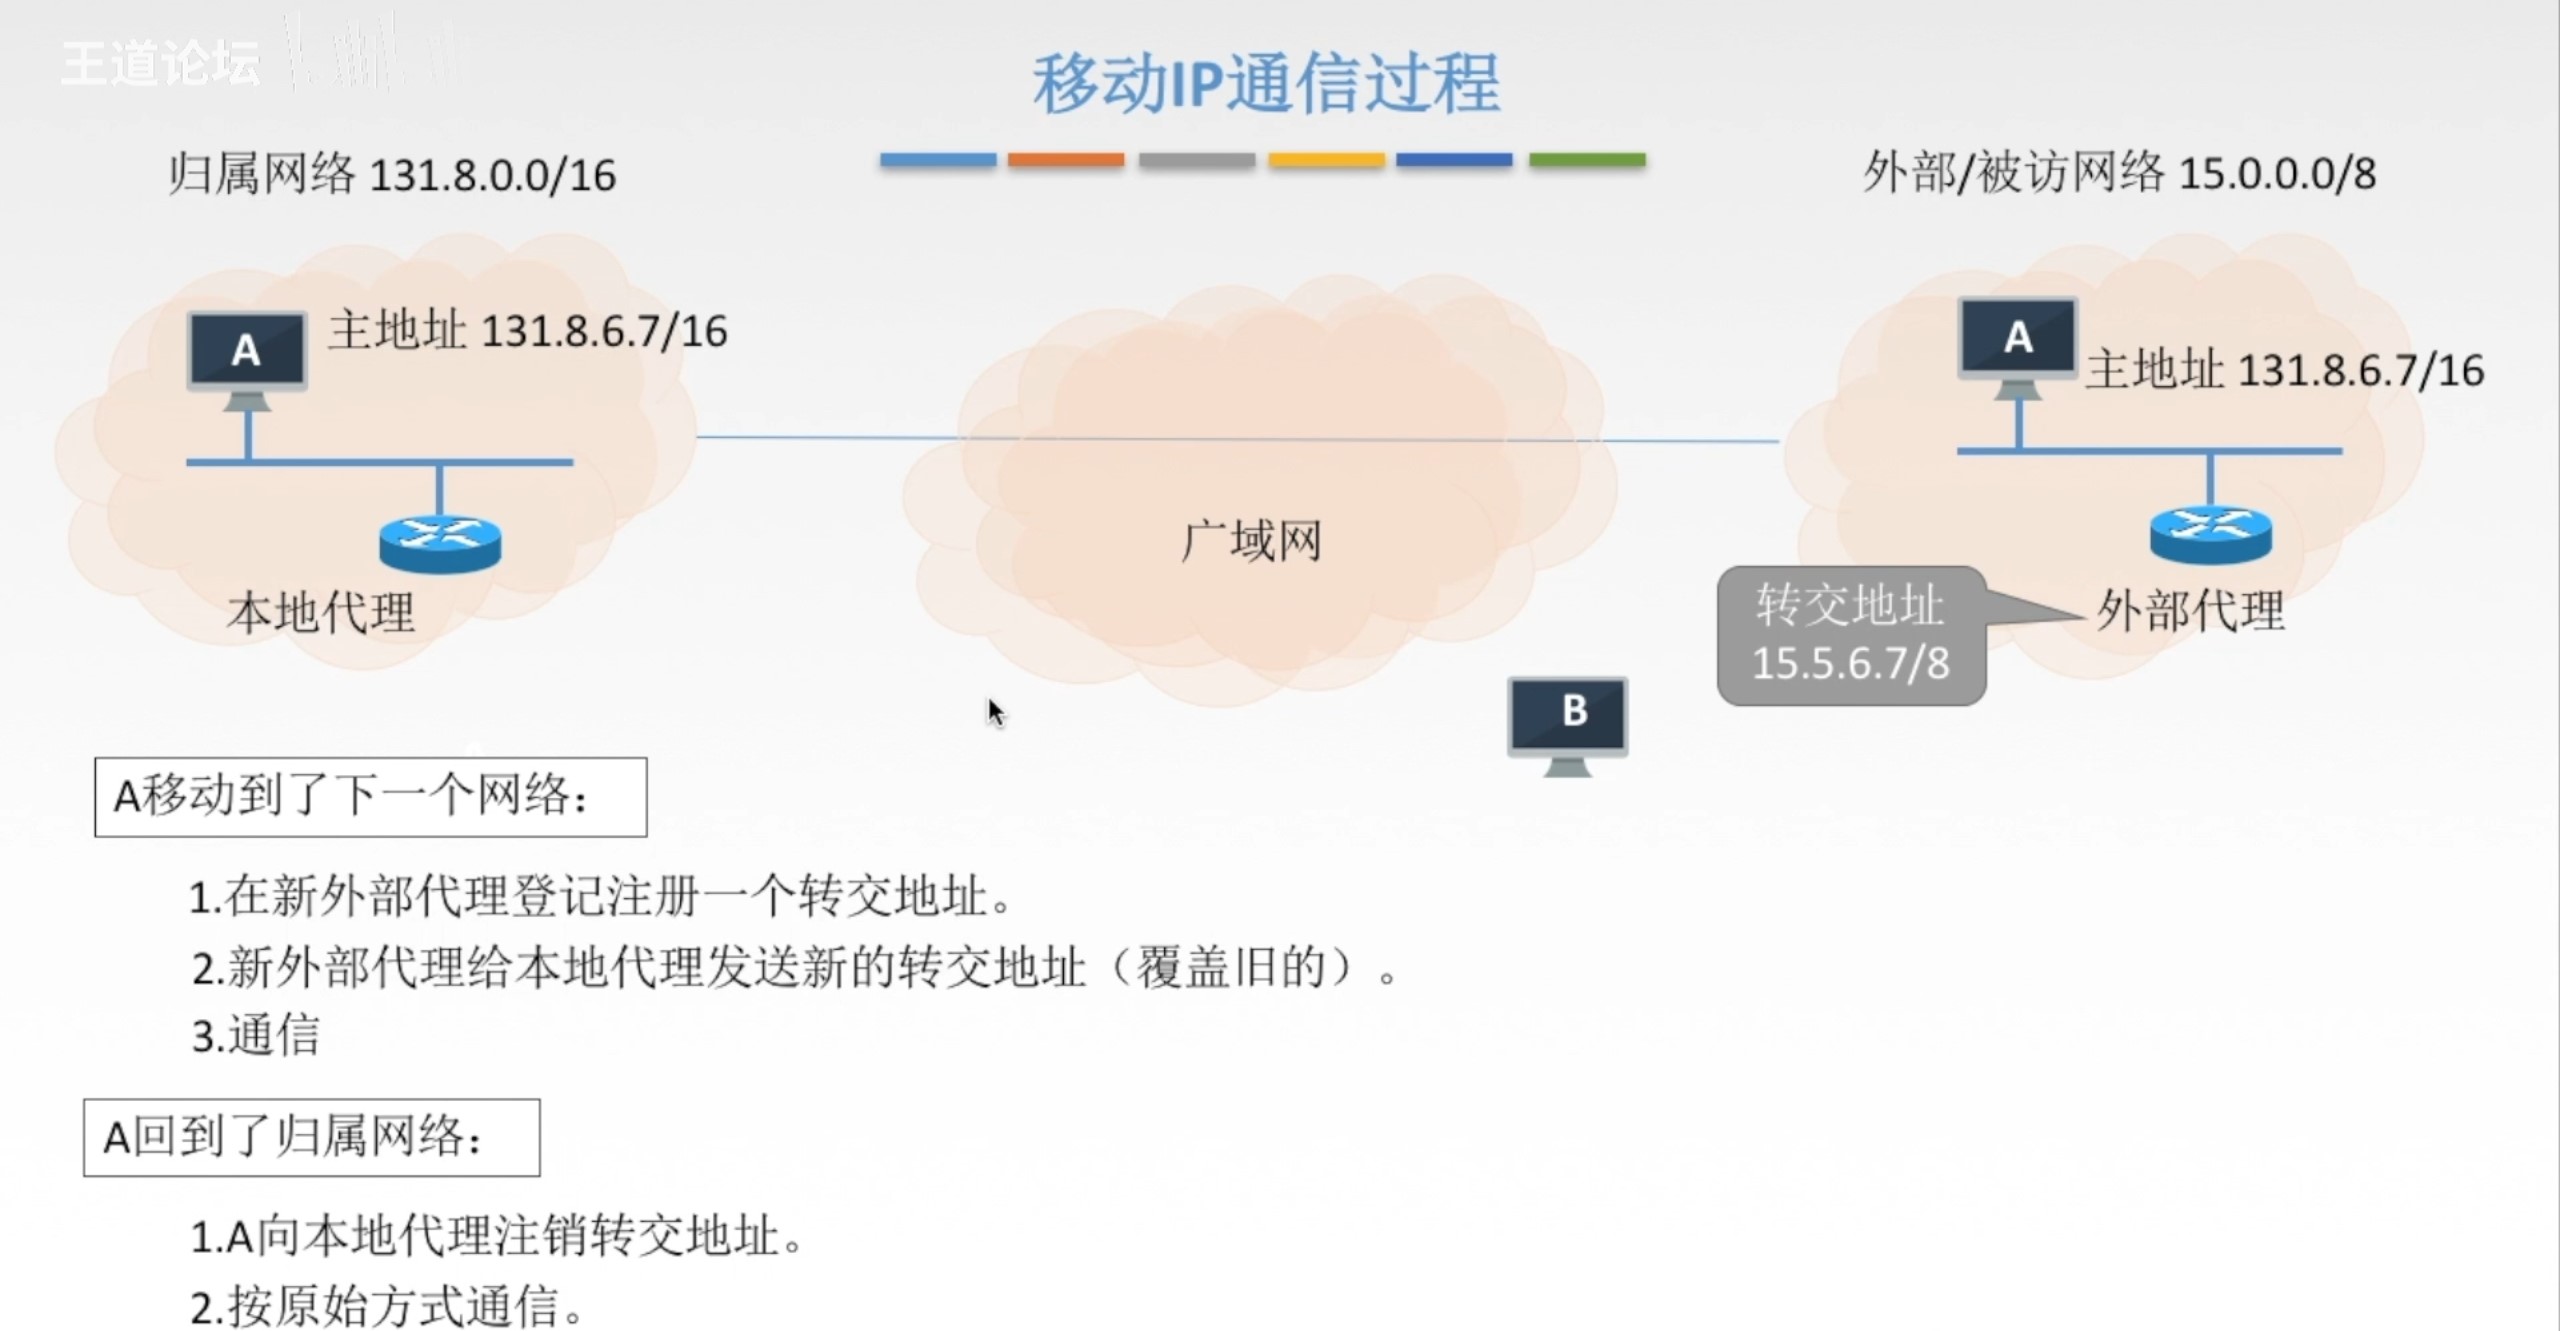 王道论坛
移动IP通信过程
归属网络 131.8.0.0/16
外部/被访网络 15.0.0.0/8
A
主地址 131.8.6.7/16
A
主地址 131.8.6.7/16
广域网
本地代理
转交地址
15.5.6.7/8
外部代理
B
A移动到了下一个网络：
1.在新外部代理登记注册一个转交地址。
2.新外部代理给本地代理发送新的转交地址（覆盖旧的）。
3.通信
A回到了归属网络：
1.A向本地代理注销转交地址。
2.按原始方式通信。